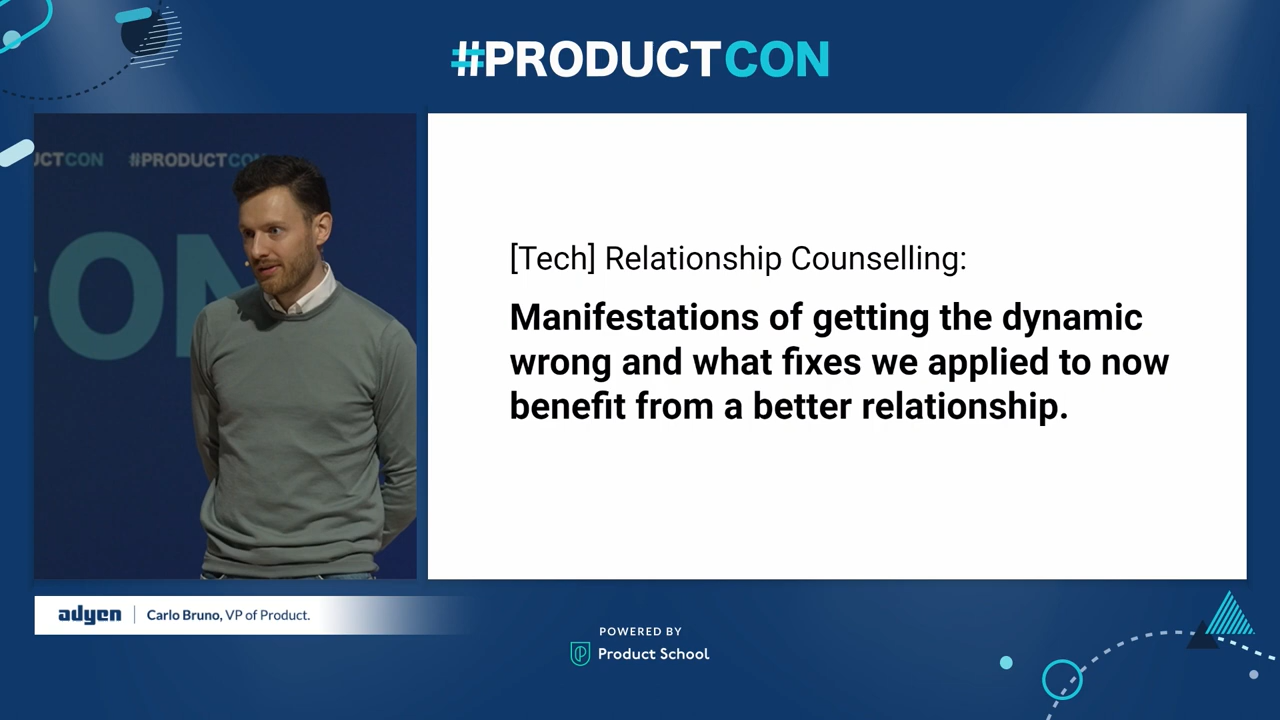 #PRODUCTCON
UCTCON #PRODUCTCON
CON
[Tech] Relationship Counselling:
Manifestations of getting the dynamic
wrong and what fixes we applied to now
benefit from a better relationship.
adyen Carlo Bruno, VP of Product.
POWERED BY
Product School